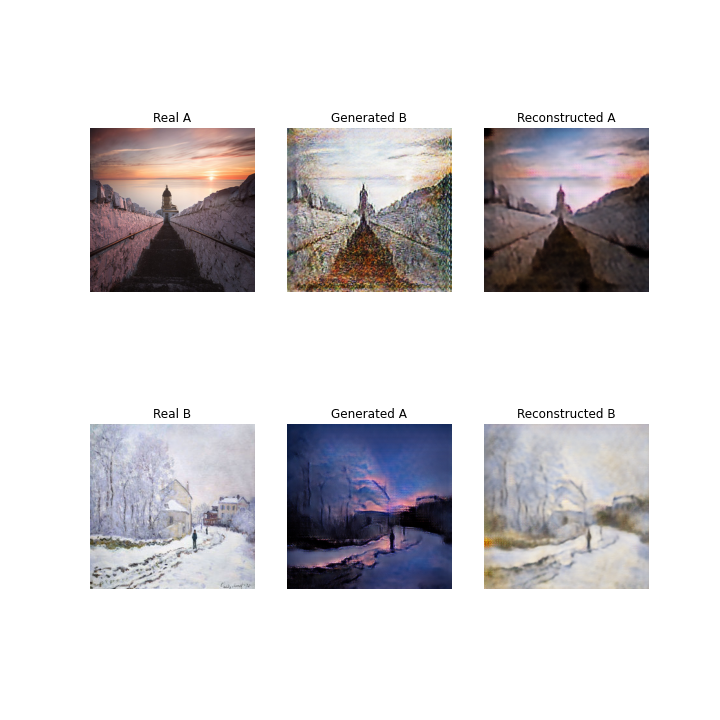 Real A
Generated B
Reconstructed A
Real B
Generated A
Reconstructed B